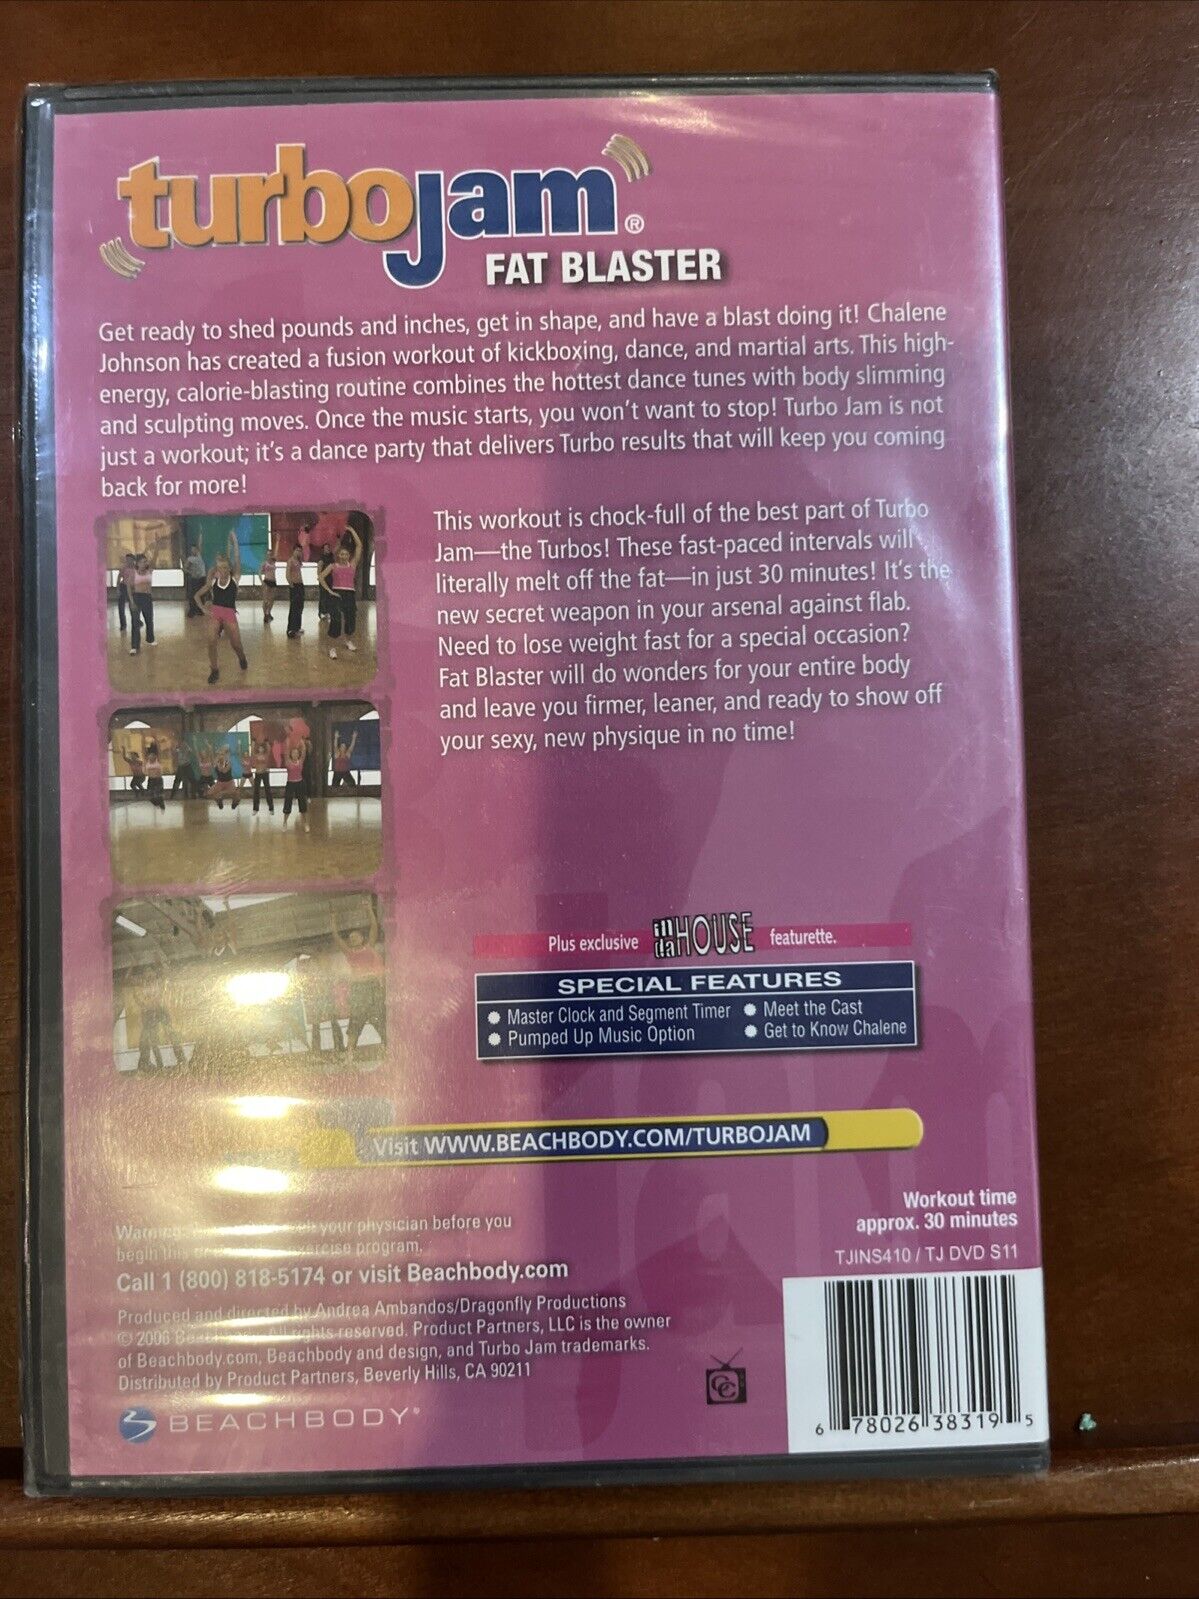 turbojam®
FAT BLASTER
Get ready to shed pounds and inches, get in shape, and have a blast doing it! Chalene
Johnson has created a fusion workout of kickboxing, dance, and martial arts. This high-
energy, calorie-blasting routine combines the hottest dance tunes with body slimming
and sculpting moves. Once the music starts, you won't want to stop! Turbo Jam is not
just a workout; it's a dance party that delivers Turbo results that will keep you coming
back for more!
This workout is chock-full of the best part of Turbo
Jam—the Turbos! These fast-paced intervals will
literally melt off the fat—in just 30 minutes! It's the
new secret weapon in your arsenal against flab.
Need to lose weight fast for a special occasion?
Fat Blaster will do wonders for your entire body
and leave you firmer, leaner, and ready to show off
your sexy, new physique in no time!
Plus exclusive in da HOUSE featurette.
SPECIAL FEATURES
Master Clock and Segment Timer
Pumped Up Music Option
Meet the Cast
Get to Know Chalene
Visit WWW.BEACHBODY.COM/TURBOJAM
Workout time
approx. 30 minutes
TJINS410 / TJ DVD S11
Warning: your physician before you
begin this exercise program.
Call 1 (800) 818-5174 or visit Beachbody.com
Produced and directed by Andrea Ambandos/Dragonfly Productions
© 2006 All rights reserved. Product Partners, LLC is the owner
of Beachbody.com, Beachbody and design, and Turbo Jam trademarks.
Distributed by Product Partners, Beverly Hills, CA 90211
BEACHBODY®
CC
6 78026 38319 5